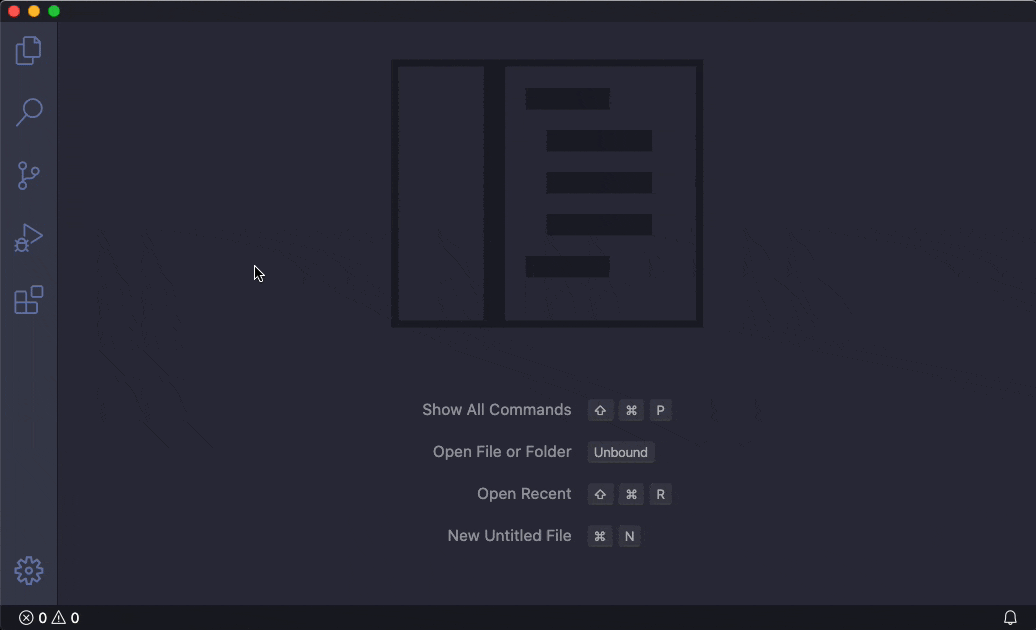 Show All Commands ⇧ ⌘ P
Open File or Folder Unbound
Open Recent ⇧ ⌘ R
New Untitled File ⌘ N
0 0